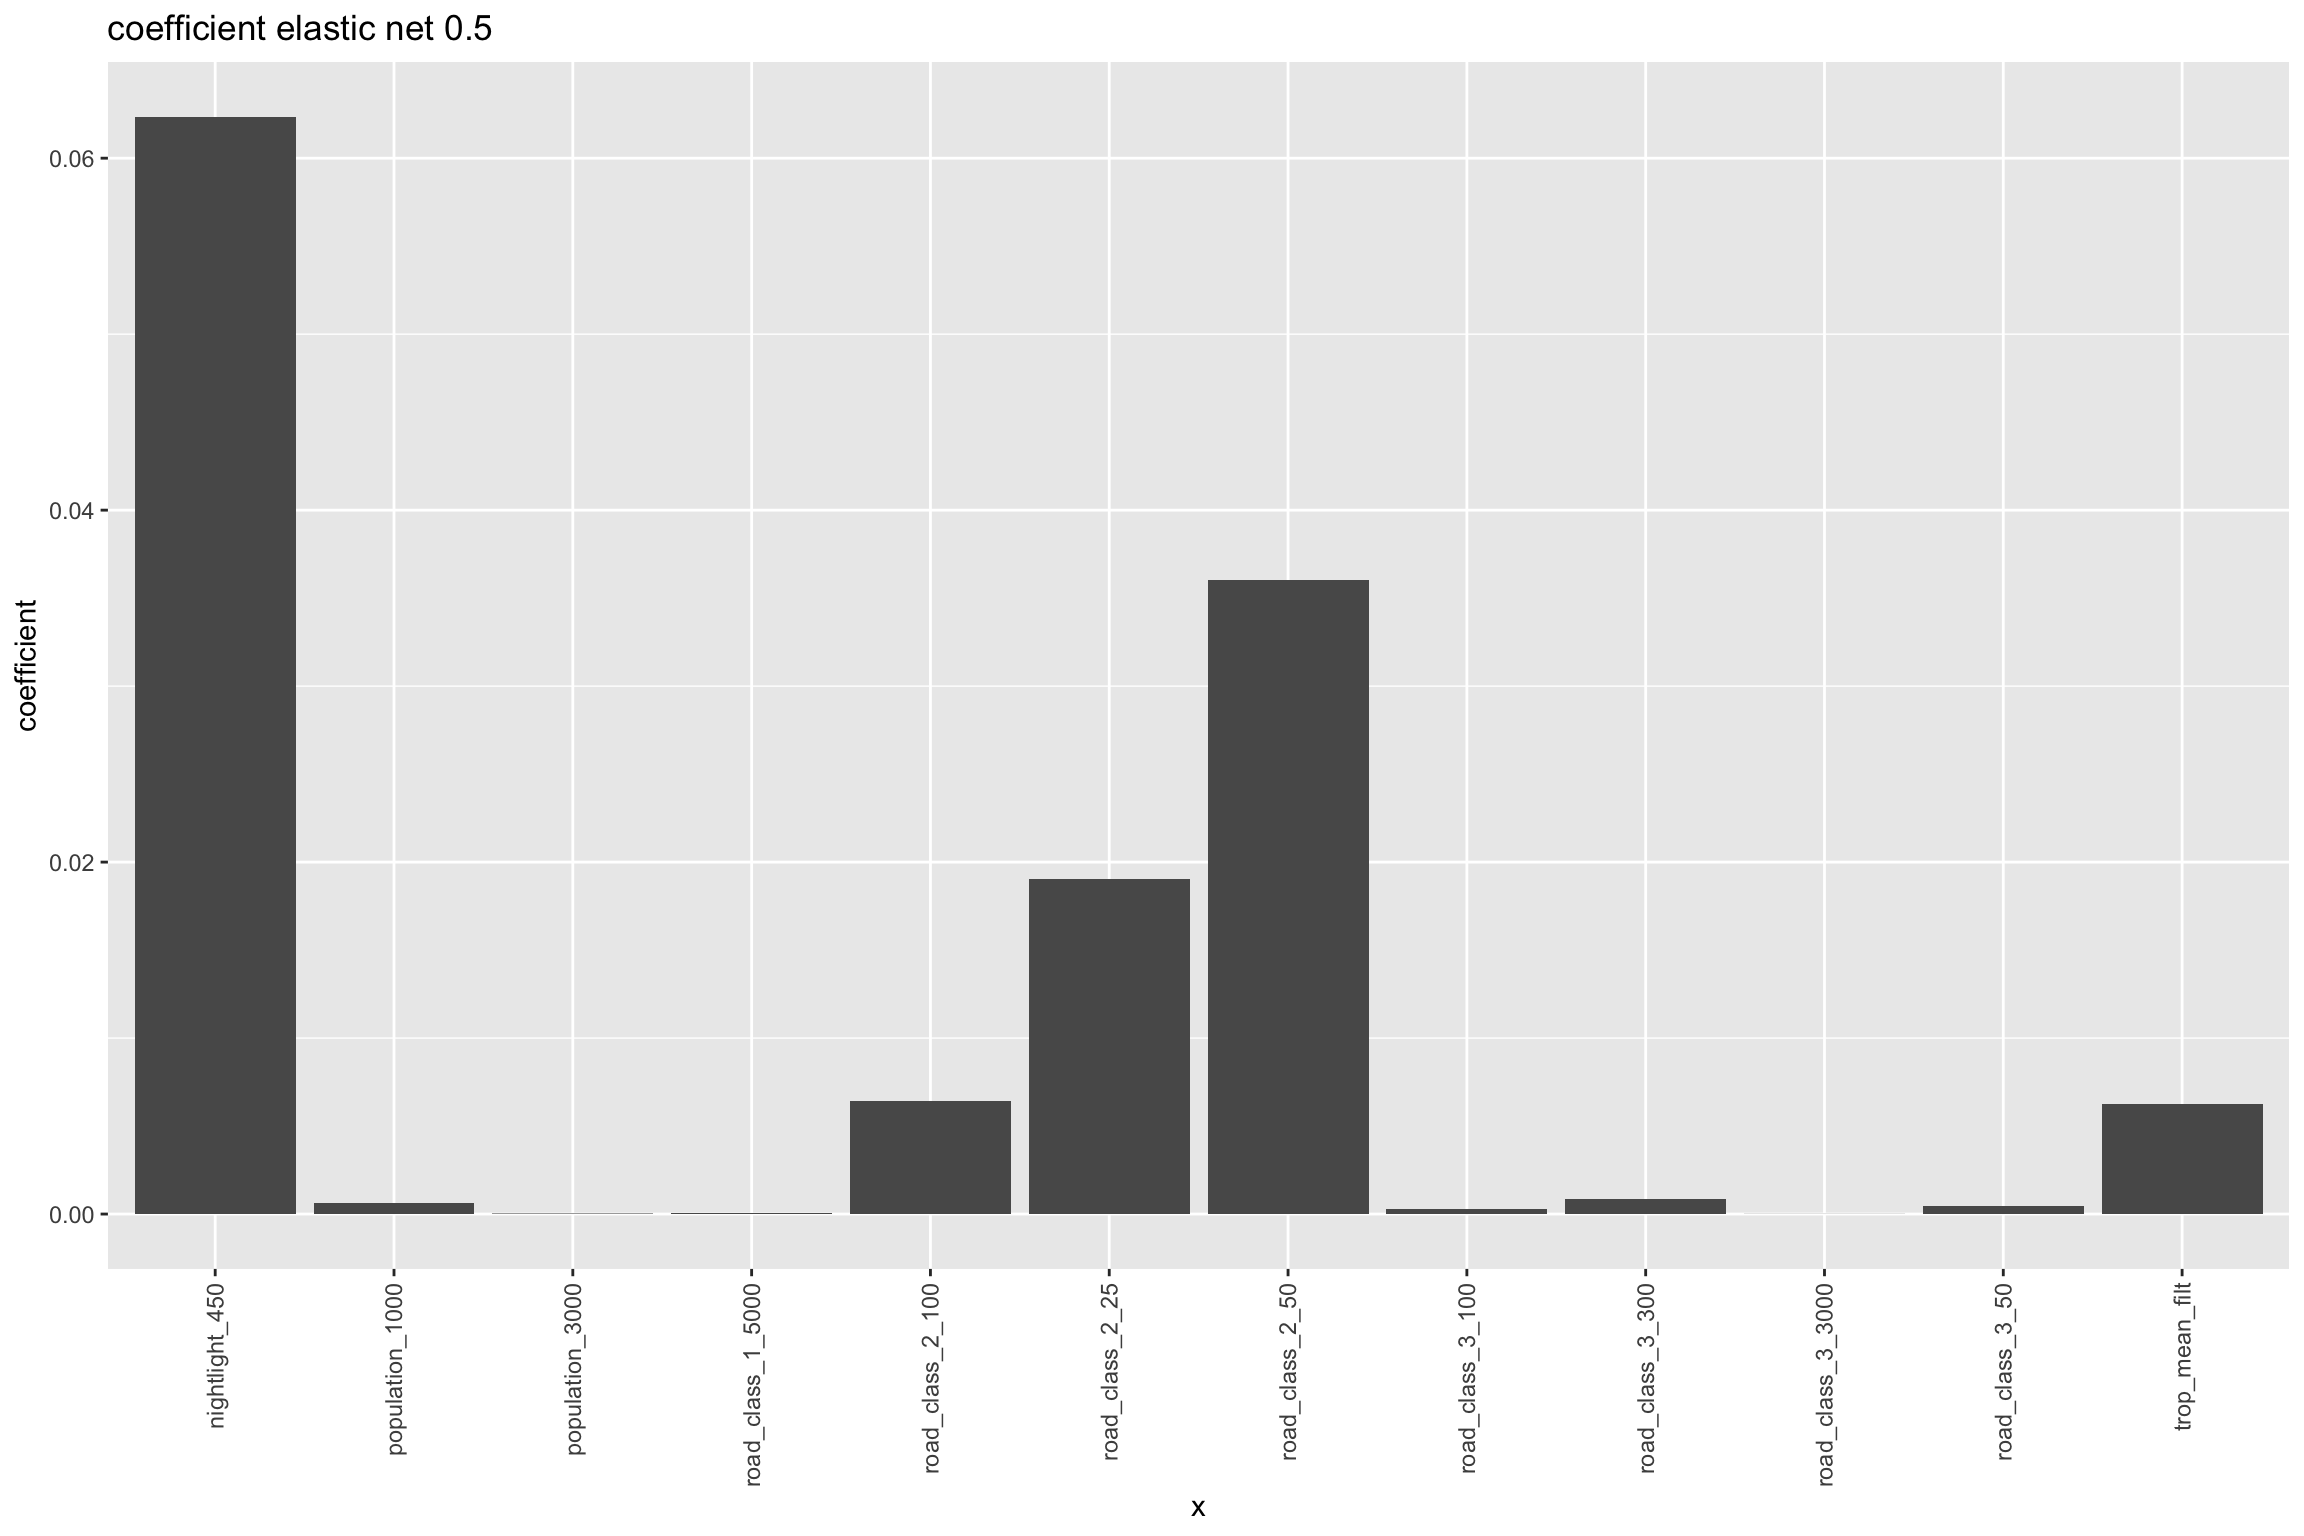 coefficient elastic net 0.5
coefficient
0.06
0.04
0.02
0.00
nightlight_450
population_1000
population_3000
road_class_1_5000
road_class_2_100
road_class_2_25
road_class_2_50
road_class_3_100
road_class_3_300
road_class_3_3000
road_class_3_50
trop_mean_filt
x